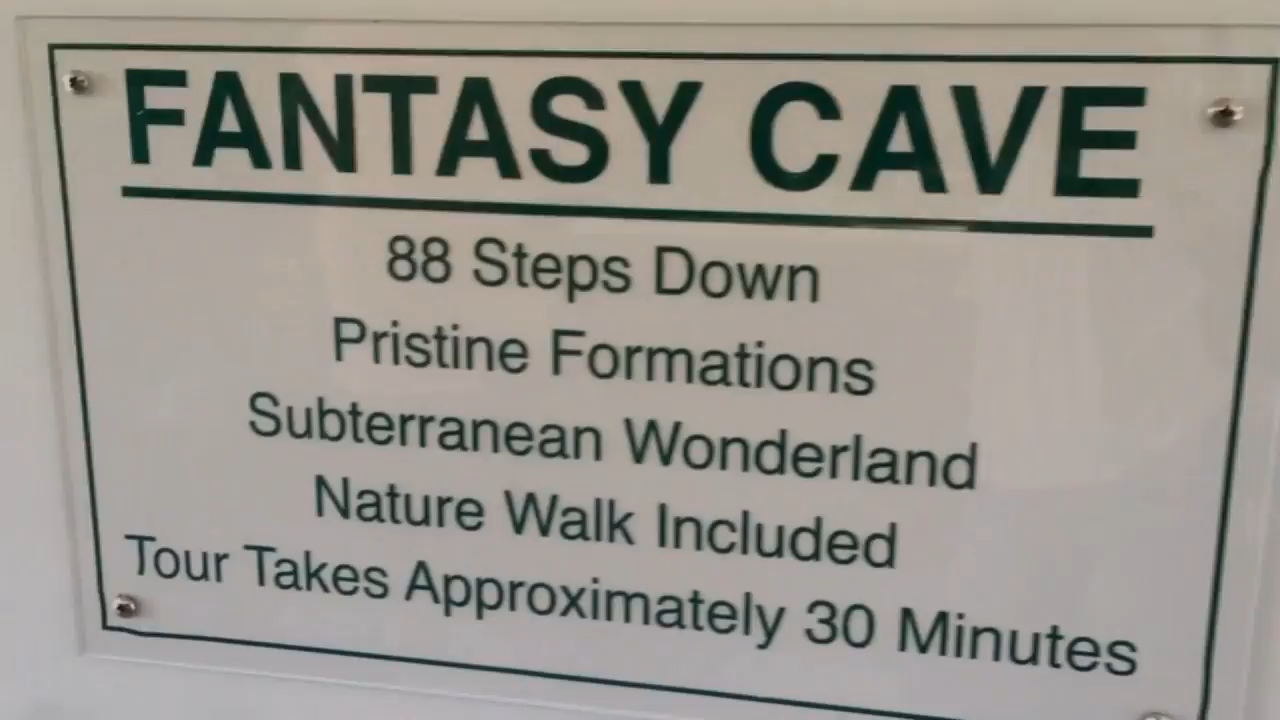 FANTASY CAVE
88 Steps Down
Pristine Formations
Subterranean Wonderland
Nature Walk Included
Tour Takes Approximately 30 Minutes